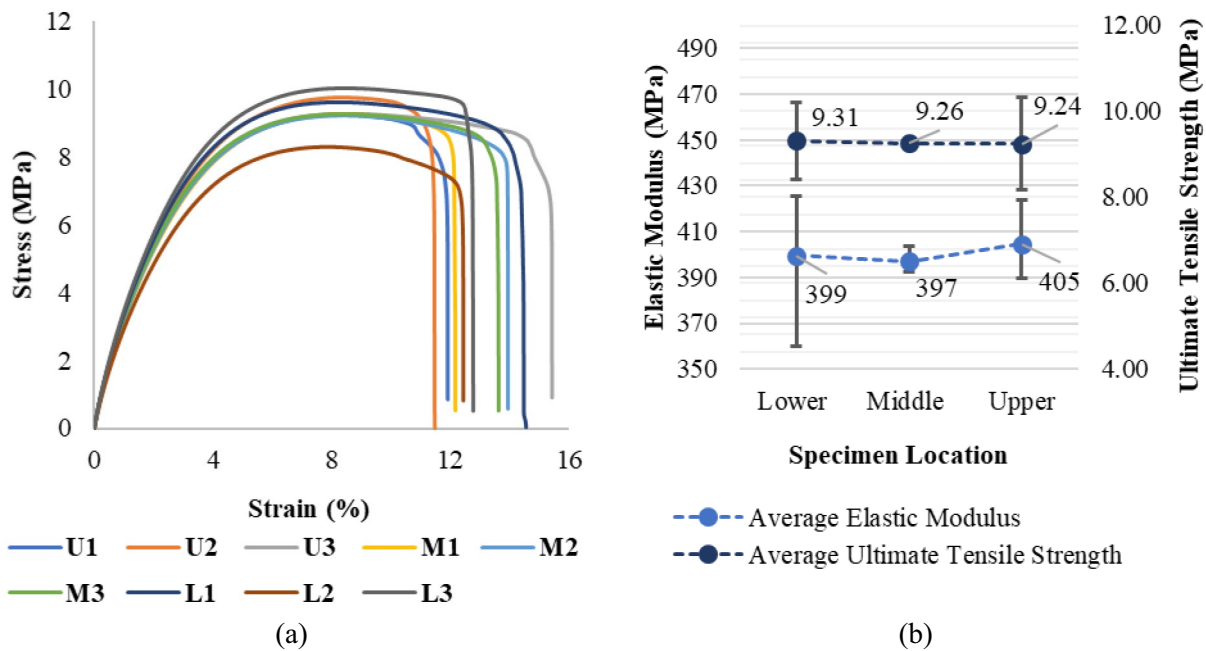 12
10
8
6
4
2
0
Stress (MPa)
0 4 8 12 16
Strain (%)
U1 U2 U3 M1 M2
M3 L1 L2 L3
(a)
490
470
450
430
410
390
370
350
Elastic Modulus (MPa)
12.00
10.00
8.00
6.00
4.00
Ultimate Tensile Strength (MPa)
9.31 9.26 9.24
399 397 405
Lower Middle Upper
Specimen Location
Average Elastic Modulus
Average Ultimate Tensile Strength
(b)